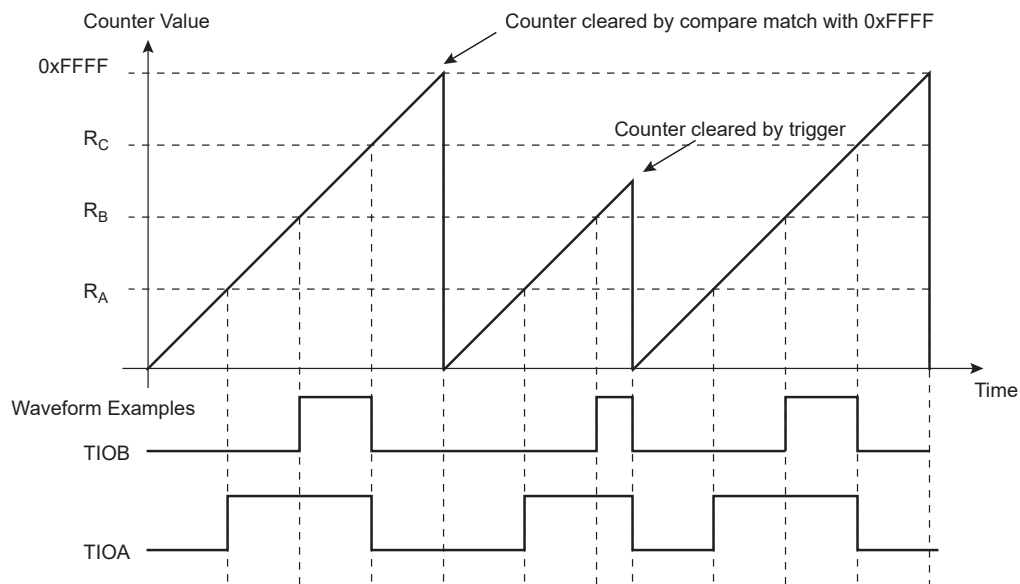 Counter Value
Counter cleared by compare match with 0xFFFF
0xFFFF
Counter cleared by trigger
RC
RB
RA
Time
Waveform Examples
TIOB
TIOA